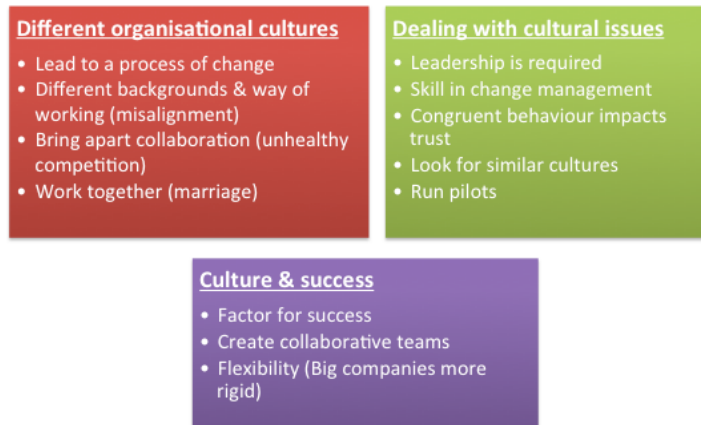 Different organisational cultures
• Lead to a process of change
• Different backgrounds & way of
working (misalignment)
• Bring apart collaboration (unhealthy
competition)
• Work together (marriage)
Dealing with cultural issues
• Leadership is required
• Skill in change management
• Congruent behaviour impacts
trust
• Look for similar cultures
• Run pilots
Culture & success
• Factor for success
• Create collaborative teams
• Flexibility (Big companies more
rigid)